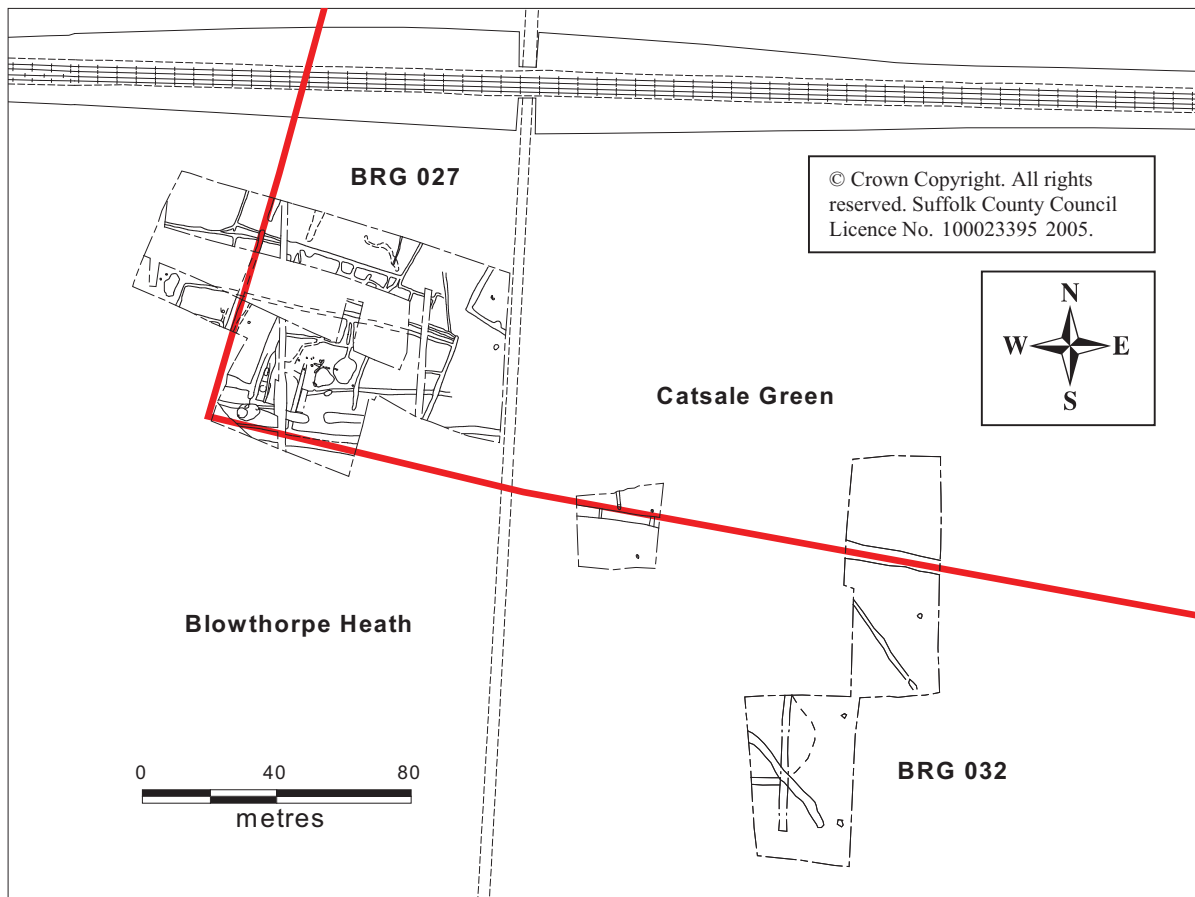 BRG 027
© Crown Copyright. All rights
reserved. Suffolk County Council
Licence No. 100023395 2005.
N
W E
S
Catsale Green
Blowthorpe Heath
BRG 032
0 40 80
metres